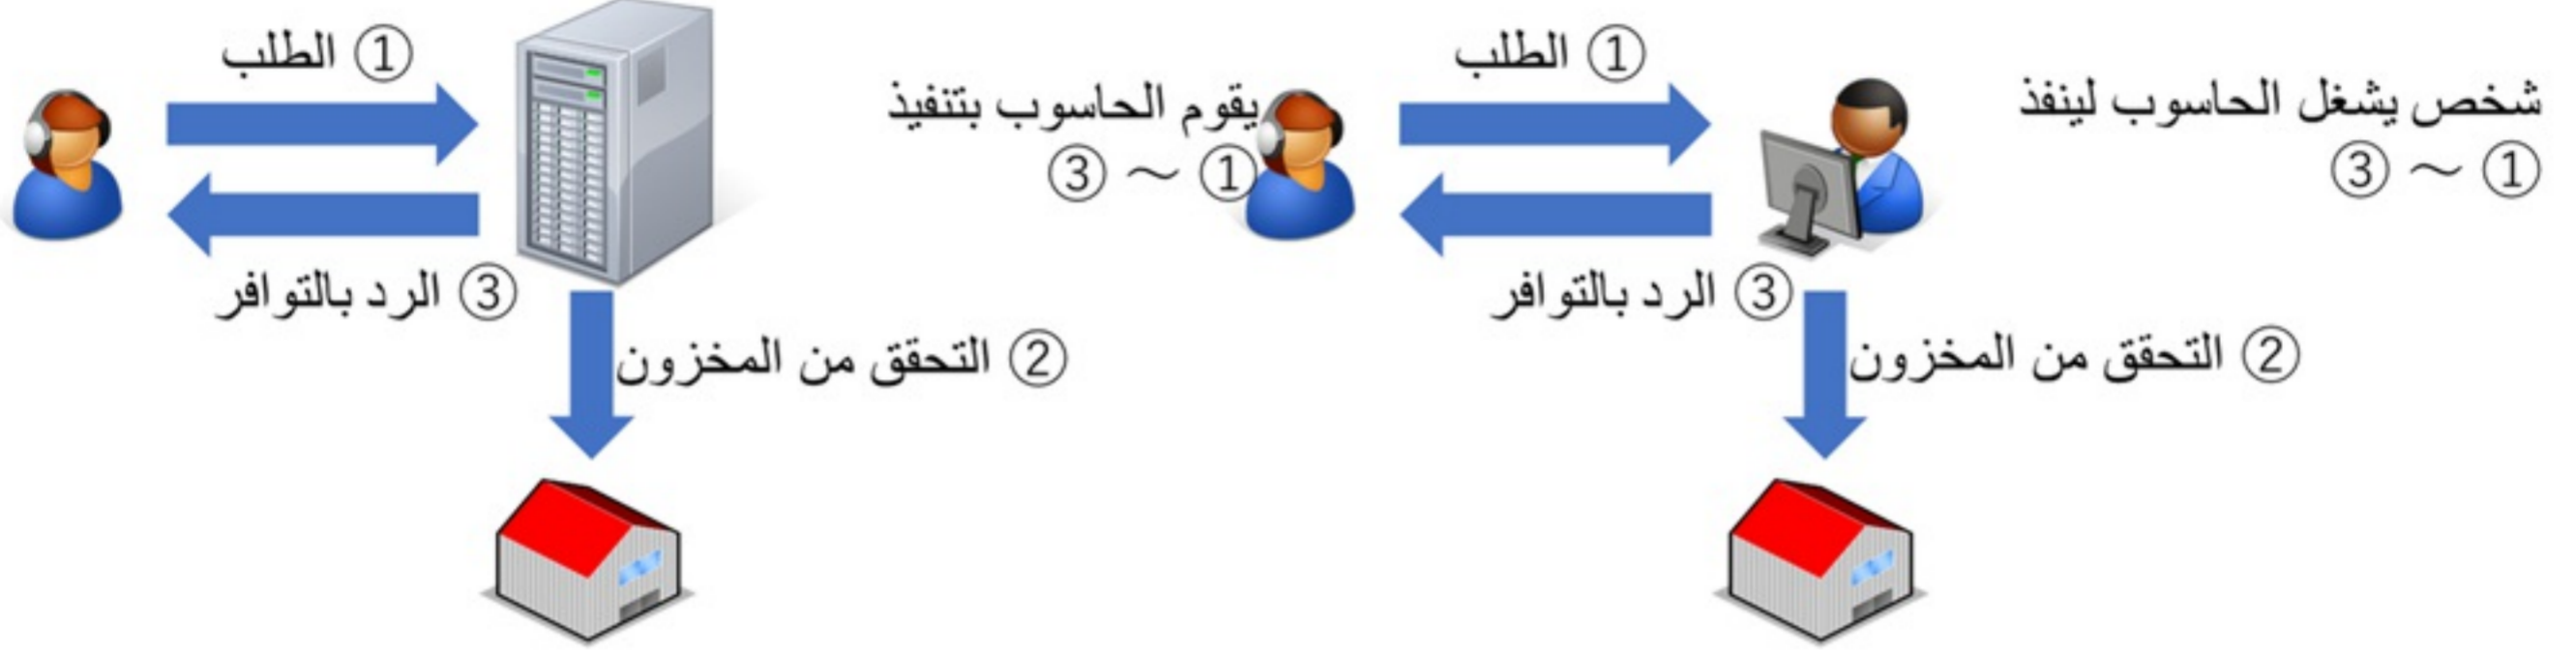 ① الطلب
يقوم الحاسوب بتنفيذ
① ～ ③
③ الرد بالتوافر
② التحقق من المخزون
① الطلب
شخص يشغل الحاسوب لينفذ
① ～ ③
③ الرد بالتوافر
② التحقق من المخزون